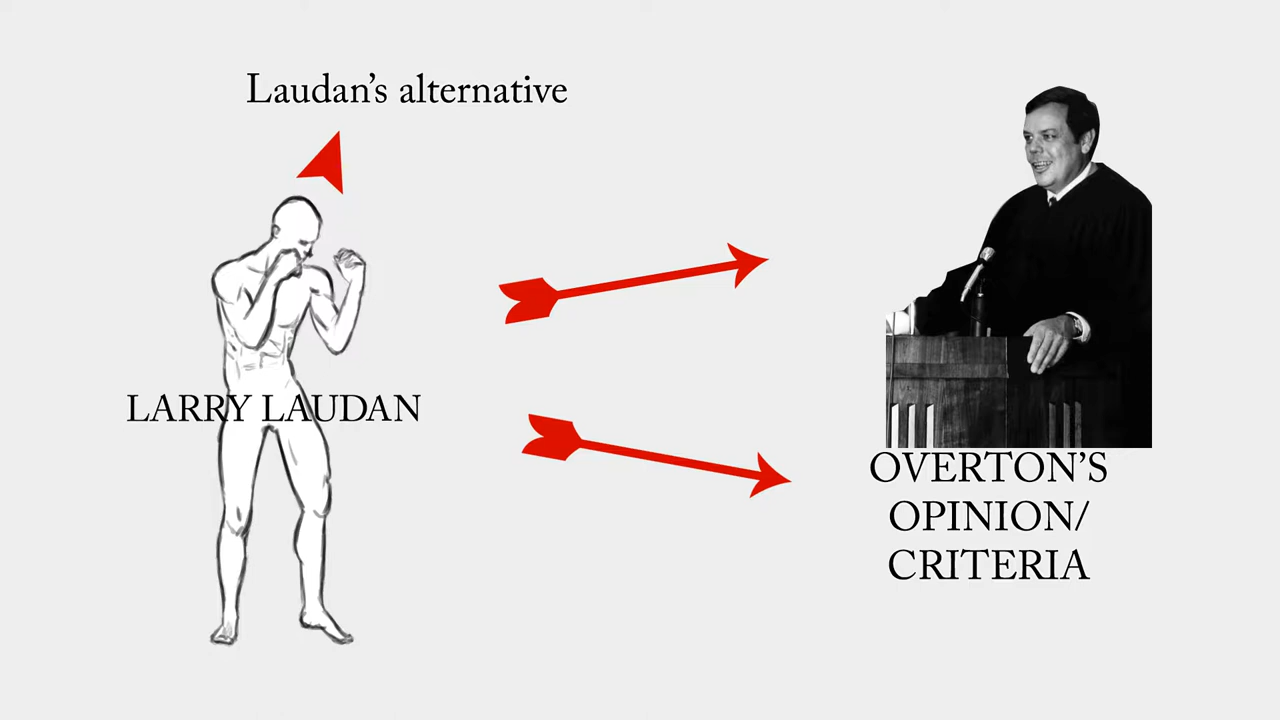 Laudan’s alternative
LARRY LAUDAN
OVERTON’S
OPINION/
CRITERIA